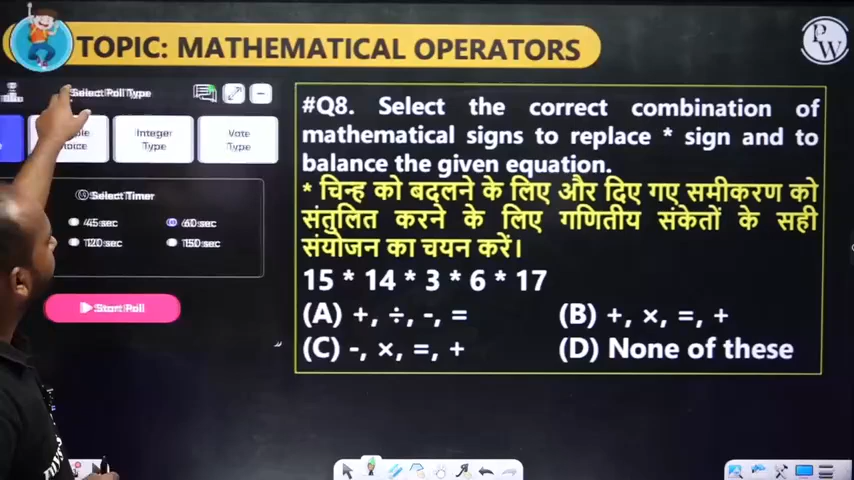 TOPIC: MATHEMATICAL OPERATORS
PW
Select Poll Type
Integer
Type
Vote
Type
Select Timer
45 sec
60 sec
120 sec
150 sec
Start Poll
#Q8. Select the correct combination of
mathematical signs to replace * sign and to
balance the given equation.
* चिन्ह को बदलने के लिए और दिए गए समीकरण को
संतुलित करने के लिए गणितीय संकेतों के सही
संयोजन का चयन करें।
15 * 14 * 3 * 6 * 17
(A) +, ÷, -, =
(B) +, ×, =, +
(C) -, ×, =, +
(D) None of these